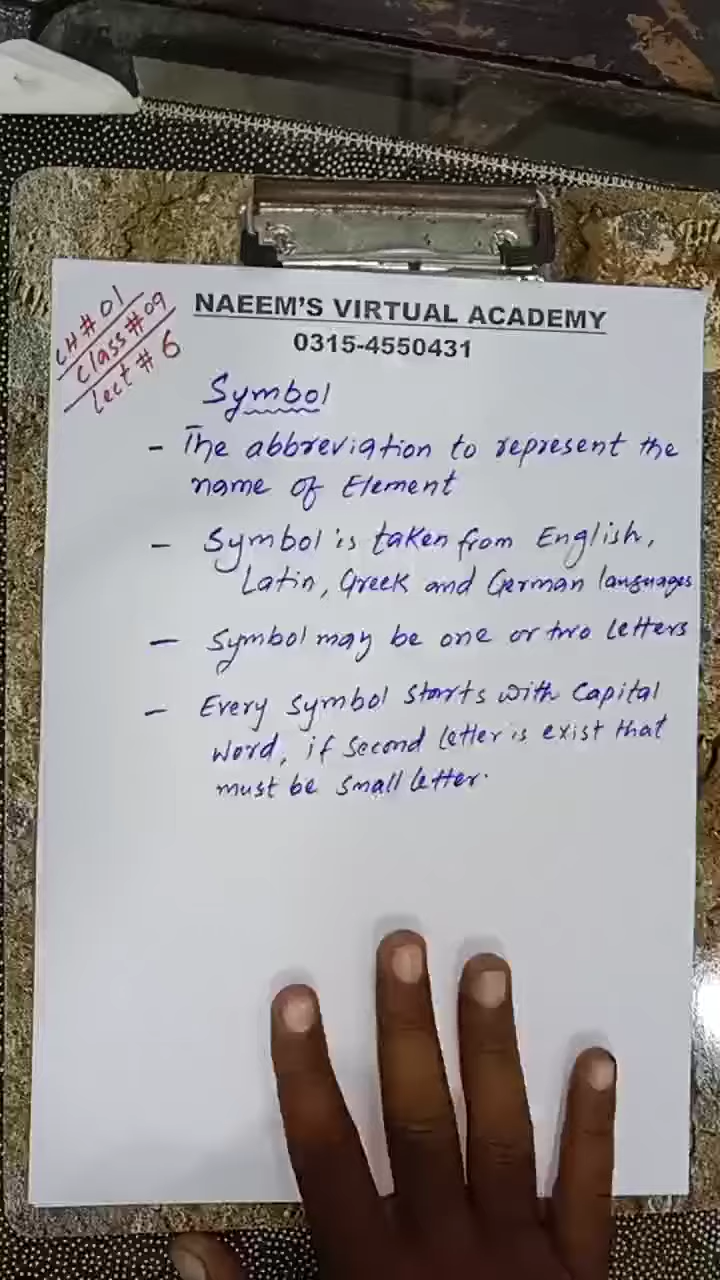 CH # 01
Class # 09
Lect # 6
NAEEM'S VIRTUAL ACADEMY
0315-4550431
Symbol
- The abbreviation to represent the
name of Element
- Symbol is taken from English,
Latin, Greek and German languages
- Symbol may be one or two letters
- Every symbol starts with capital
word, if second letter is exist that
must be small letter.